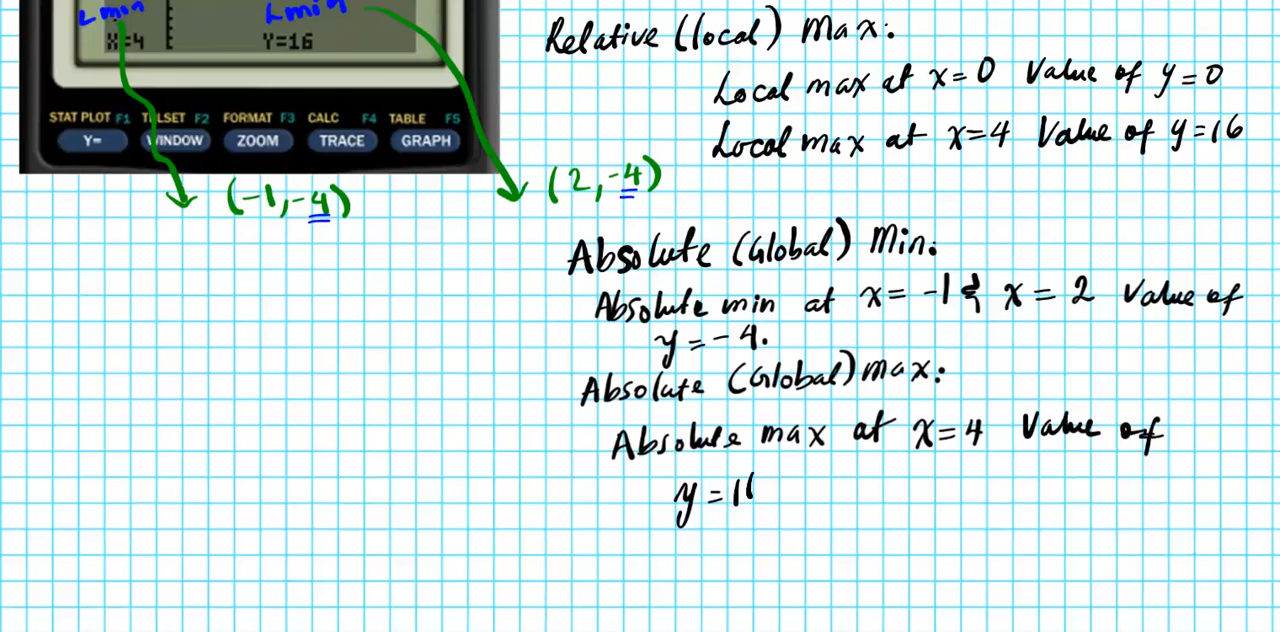 Lmin
Lmin
X=4 Y=16
STAT PLOT F1 TBLSET F2 FORMAT F3 CALC F4 TABLE F5
Y= WINDOW ZOOM TRACE GRAPH
(-1,-4)
(2,-4)
Relative (local) Max:
Local max at x=0 Value of y=0
Local max at x=4 Value of y=16
Absolute (Global) Min:
Absolute min at x=-1 & x=2 Value of
y=-4.
Absolute (Global) max:
Absolute max at x=4 Value of
y=1